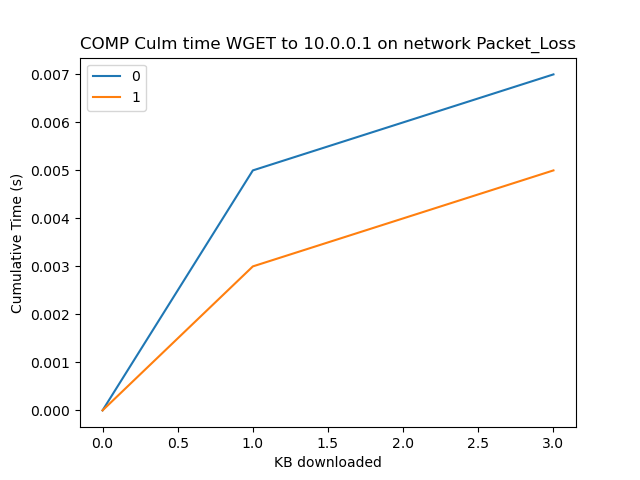 COMP Culm time WGET to 10.0.0.1 on network Packet_Loss
0
1
0.007
0.006
0.005
0.004
0.003
0.002
0.001
0.000
Cumulative Time (s)
0.0 0.5 1.0 1.5 2.0 2.5 3.0
KB downloaded